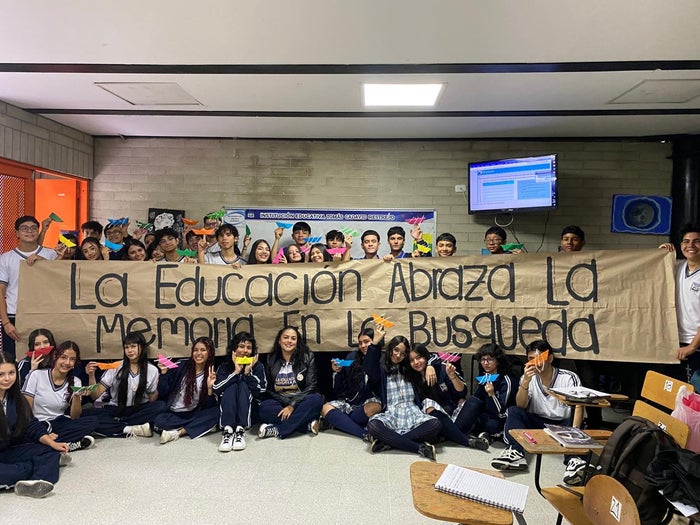 INSTITUCIÓN EDUCATIVA TOMÁS CADAVID RESTREPO
La Educación Abraza La
Memoria En La Busqueda